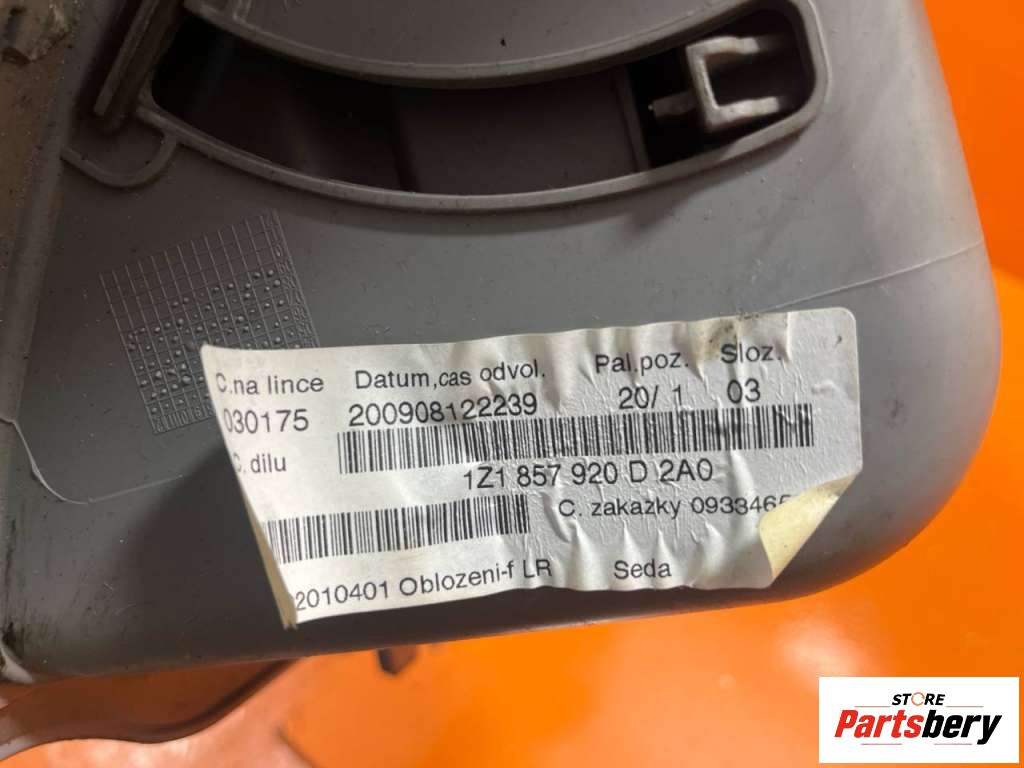 C.na lince Datum,cas odvol. Pal.poz. Sloz.
030175 200908122239 20/ 1 03
C. dilu
1Z1 857 920 D 2A0
C. zakazky 0933465
2010401 Oblozeni-f LR Seda
STORE
Partsbery